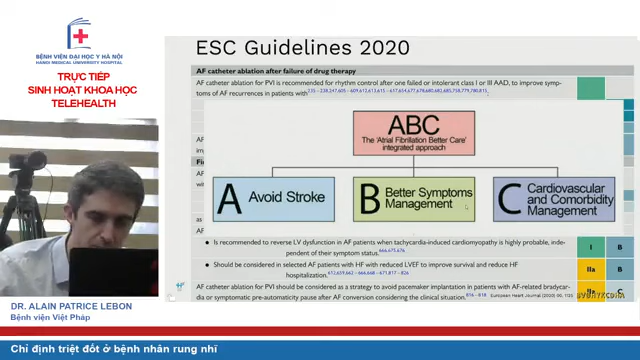 BỆNH VIỆN ĐẠI HỌC Y HÀ NỘI
HANOI MEDICAL UNIVERSITY HOSPITAL
TRỰC TIẾP
SINH HOẠT KHOA HỌC
TELEHEALTH
ESC Guidelines 2020
AF catheter ablation after failure of drug therapy
AF catheter ablation for PVI is recommended for rhythm control after one failed or intolerant class I or III AAD, to improve symp-
toms of AF recurrences in patients with
ABC
The 'Atrial Fibrillation Better Care'
integrated approach
A Avoid Stroke
B Better Symptoms
Management
C Cardiovascular
and Comorbidity
Management
AF
Fi
AF
as
AF
● Is recommended to reverse LV dysfunction in AF patients when tachycardia-induced cardiomyopathy is highly probable, inde-
pendent of their symptom status.
I B
● Should be considered in selected AF patients with HF with reduced LVEF to improve survival and reduce HF
hospitalization.
IIa B
AF catheter ablation for PVI should be considered as a strategy to avoid pacemaker implantation in patients with AF-related bradycar-
dia or symptomatic pre-automaticity pause after AF conversion considering the clinical situation.
IIa C
European Heart Journal (2020) 00, 1125
DR. ALAIN PATRICE LEBON
Bệnh viện Việt Pháp
Chỉ định triệt đốt ở bệnh nhân rung nhĩ